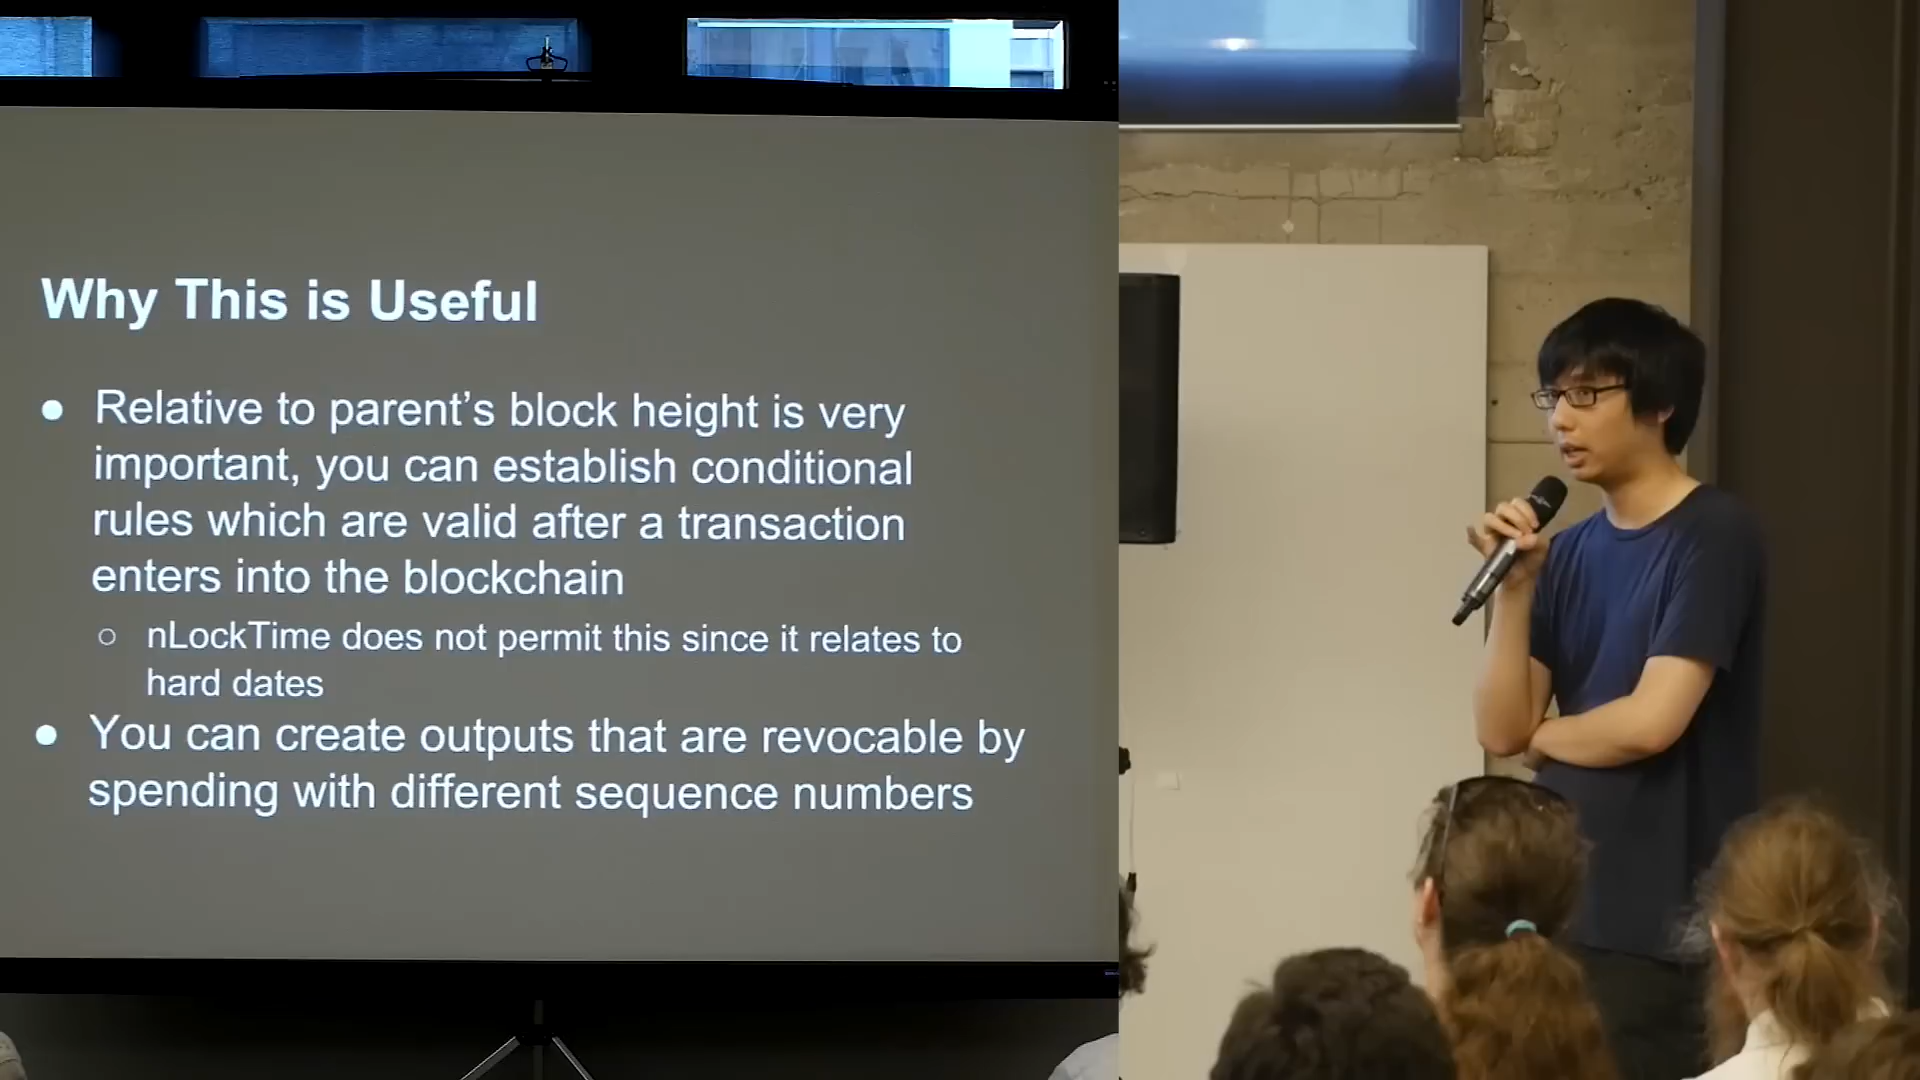 Why This is Useful
● Relative to parent's block height is very
important, you can establish conditional
rules which are valid after a transaction
enters into the blockchain
○ nLockTime does not permit this since it relates to
hard dates
● You can create outputs that are revocable by
spending with different sequence numbers